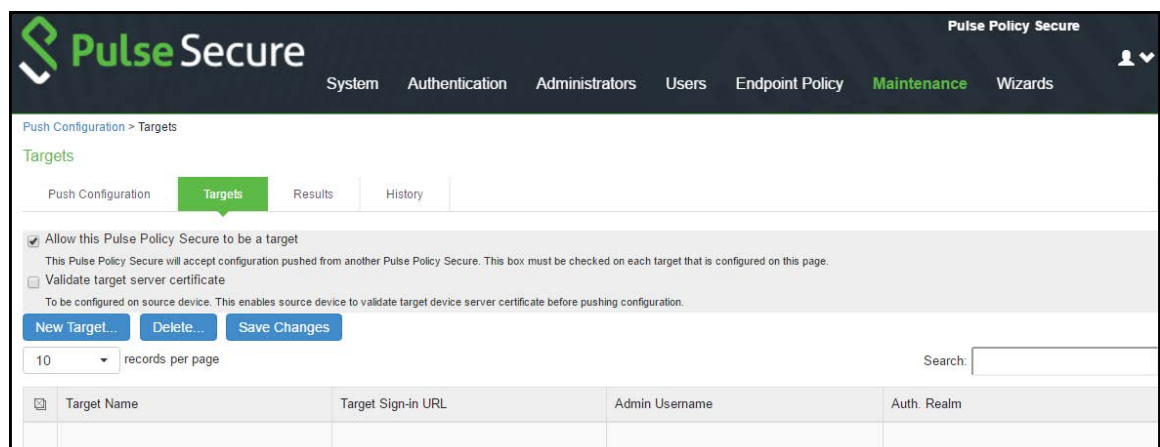 Pulse Policy Secure
Pulse Secure
System Authentication Administrators Users Endpoint Policy Maintenance Wizards
Push Configuration > Targets
Targets
Push Configuration Targets Results History
Allow this Pulse Policy Secure to be a target
This Pulse Policy Secure will accept configuration pushed from another Pulse Policy Secure. This box must be checked on each target that is configured on this page.
Validate target server certificate
To be configured on source device. This enables source device to validate target device server certificate before pushing configuration.
New Target... Delete... Save Changes
10 records per page Search:
Target Name Target Sign-in URL Admin Username Auth. Realm